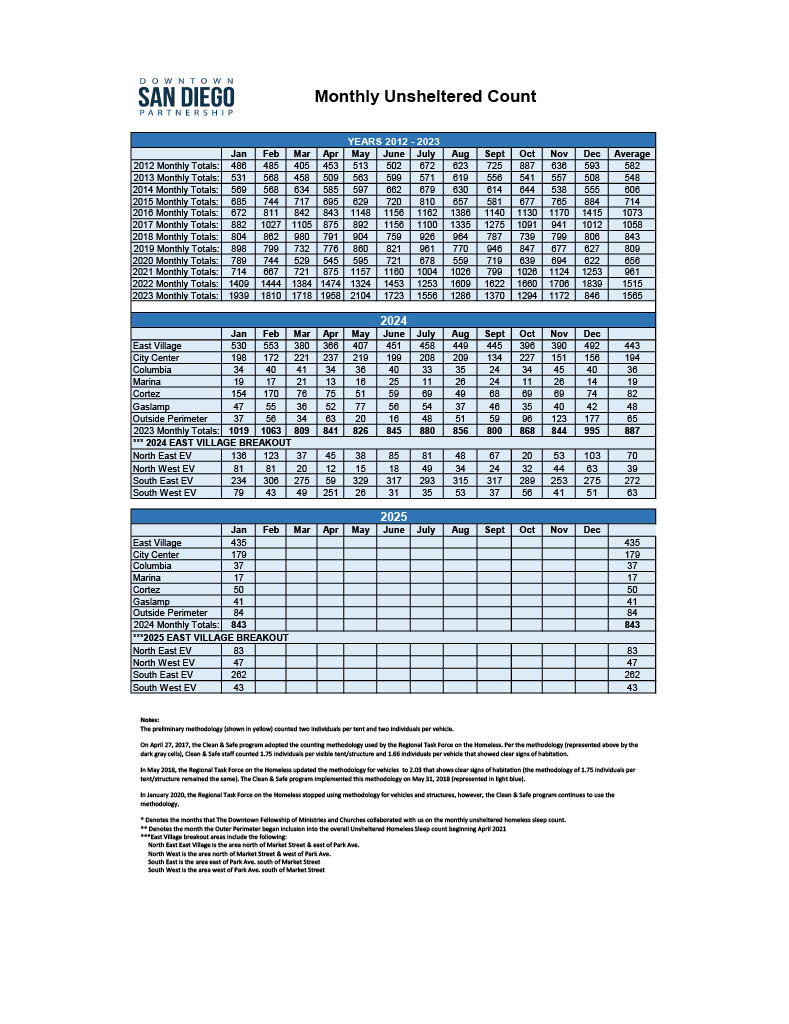 DOWNTOWN
SAN DIEGO
PARTNERSHIP
Monthly Unsheltered Count
YEARS 2012 - 2023
Jan Feb Mar Apr May June July Aug Sept Oct Nov Dec Average
2012 Monthly Totals: 486 485 405 453 513 502 672 623 725 887 636 593 582
2013 Monthly Totals: 531 568 458 509 563 599 571 619 556 541 557 508 548
2014 Monthly Totals: 569 568 634 585 597 662 679 630 614 644 538 555 606
2015 Monthly Totals: 685 744 717 695 629 720 810 657 581 677 765 884 714
2016 Monthly Totals: 672 811 842 843 1148 1156 1162 1386 1140 1130 1170 1415 1073
2017 Monthly Totals: 882 1027 1105 875 892 1156 1100 1335 1275 1091 941 1012 1058
2018 Monthly Totals: 804 862 980 791 904 759 926 964 787 739 799 806 843
2019 Monthly Totals: 898 799 732 776 860 821 961 770 946 847 677 627 809
2020 Monthly Totals: 789 744 529 545 595 721 678 559 719 639 694 622 656
2021 Monthly Totals: 714 667 721 875 1157 1160 1004 1026 799 1026 1124 1253 961
2022 Monthly Totals: 1409 1444 1384 1474 1324 1453 1253 1609 1622 1660 1706 1839 1515
2023 Monthly Totals: 1939 1810 1718 1958 2104 1723 1556 1286 1370 1294 1172 846 1565
2024
Jan Feb Mar Apr May June July Aug Sept Oct Nov Dec
East Village 530 553 380 366 407 451 458 449 445 396 390 492 443
City Center 198 172 221 237 219 199 208 209 134 227 151 156 194
Columbia 34 40 41 34 36 40 33 35 24 34 45 40 36
Marina 19 17 21 13 16 25 11 26 24 11 26 14 19
Cortez 154 170 76 75 51 59 69 49 68 69 69 74 82
Gaslamp 47 55 36 52 77 56 54 37 46 35 40 42 48
Outside Perimeter 37 56 34 63 20 16 48 51 59 96 123 177 65
2023 Monthly Totals: 1019 1063 809 841 826 845 880 856 800 868 844 995 887
*** 2024 EAST VILLAGE BREAKOUT
North East EV 136 123 37 45 38 85 81 48 67 20 53 103 70
North West EV 81 81 20 12 15 18 49 34 24 32 44 63 39
South East EV 234 306 275 59 329 317 293 315 317 289 253 275 272
South West EV 79 43 49 251 26 31 35 53 37 56 41 51 63
2025
Jan Feb Mar Apr May June July Aug Sept Oct Nov Dec
East Village 435 435
City Center 179 179
Columbia 37 37
Marina 17 17
Cortez 50 50
Gaslamp 41 41
Outside Perimeter 84 84
2024 Monthly Totals: 843 843
***2025 EAST VILLAGE BREAKOUT
North East EV 83 83
North West EV 47 47
South East EV 262 262
South West EV 43 43
Notes:
The preliminary methodology (shown in yellow) counted two individuals per tent and two individuals per vehicle.
On April 27, 2017, the Clean & Safe program adopted the counting methodology used by the Regional Task Force on the Homeless. Per the methodology (represented above by the
dark gray cells), Clean & Safe staff counted 1.75 individuals per visible tent/structure and 1.66 individuals per vehicle that showed clear signs of habitation.
In May 2018, the Regional Task Force on the Homeless updated the methodology for vehicles to 2.03 that shows clear signs of habitation (the methodology of 1.75 individuals per
tent/structure remained the same). The Clean & Safe program implemented this methodology on May 31, 2018 (represented in light blue).
In January 2020, the Regional Task Force on the Homeless stopped using methodology for vehicles and structures, however, the Clean & Safe program continues to use the
methodology.
* Denotes the months that The Downtown Fellowship of Ministries and Churches collaborated with us on the monthly unsheltered homeless sleep count.
** Denotes the month the Outer Perimeter began inclusion into the overall Unsheltered Homeless Sleep count beginning April 2021
***East Village breakout areas include the following:
North East East Village is the area north of Market Street & east of Park Ave.
North West is the area north of Market Street & west of Park Ave.
South East is the area east of Park Ave. south of Market Street
South West is the area west of Park Ave. south of Market Street